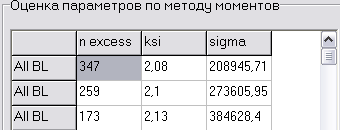 Оценка параметров по методу моментов
n excess ksi sigma
All BL 347 2,08 208945,71
All BL 259 2,1 273605,95
All BL 173 2,13 384628,4